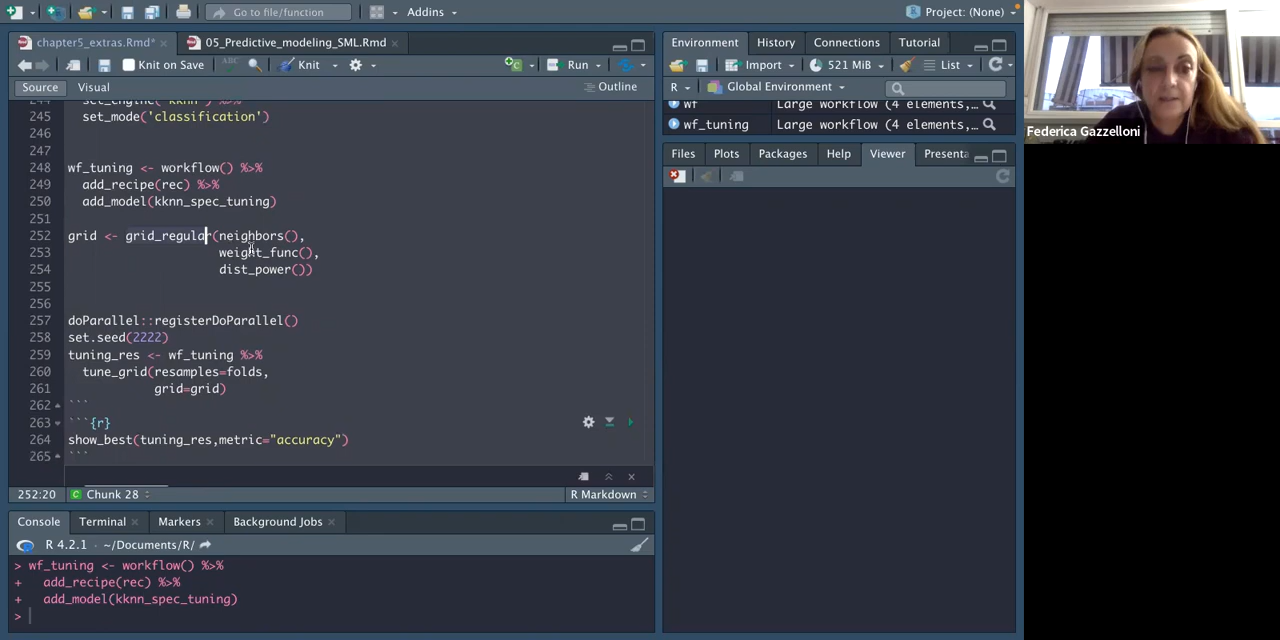 Go to file/function
Addins
Project: (None)
chapter5_extras.Rmd*
05_Predictive_modeling_SML.Rmd
Knit on Save
ABC
Knit
Run
Source
Visual
Outline
244 set_engine('kknn') %>%
245 set_mode('classification')
246
247
248 wf_tuning <- workflow() %>%
249 add_recipe(rec) %>%
250 add_model(kknn_spec_tuning)
251
252 grid <- grid_regular(neighbors(),
253 weight_func(),
254 dist_power())
255
256
257 doParallel::registerDoParallel()
258 set.seed(2222)
259 tuning_res <- wf_tuning %>%
260 tune_grid(resamples=folds,
261 grid=grid)
262 ```
263 ```{r}
264 show_best(tuning_res,metric="accuracy")
265 ```
252:20
Chunk 28
R Markdown
Console
Terminal
Markers
Background Jobs
R 4.2.1 · ~/Documents/R/
> wf_tuning <- workflow() %>%
+ add_recipe(rec) %>%
+ add_model(kknn_spec_tuning)
>
Environment
History
Connections
Tutorial
Import
521 MiB
List
R
Global Environment
wf Large workflow (4 elements,…
wf_tuning Large workflow (4 elements,…
Files
Plots
Packages
Help
Viewer
Presenta
Federica Gazzelloni